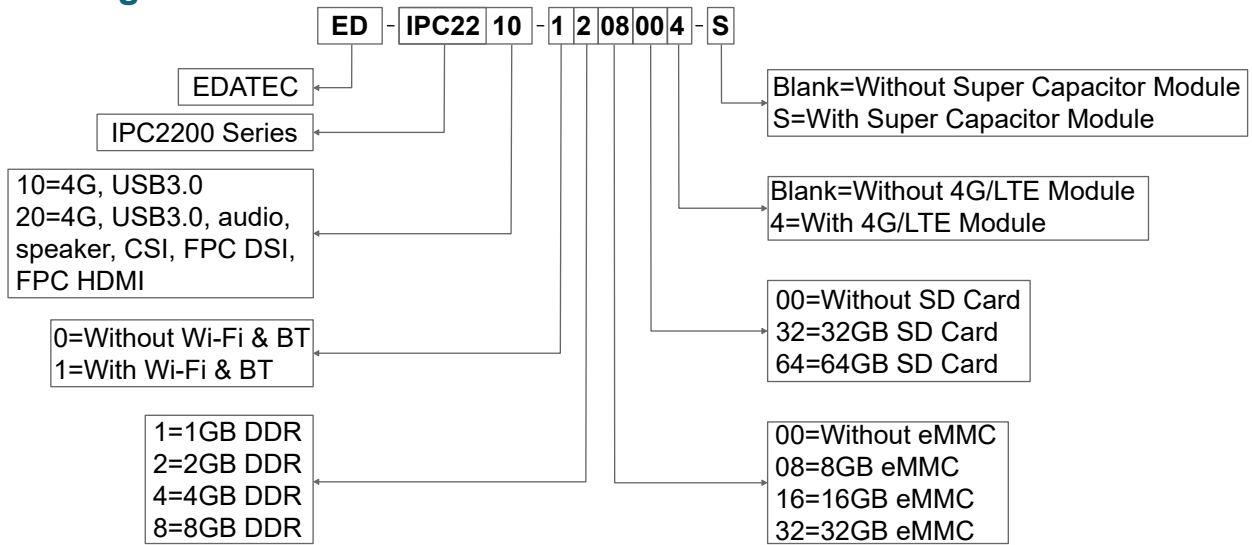 ED - IPC22 10 - 1 2 08 00 4 - S
EDATEC
IPC2200 Series
10=4G, USB3.0
20=4G, USB3.0, audio,
speaker, CSI, FPC DSI,
FPC HDMI
0=Without Wi-Fi & BT
1=With Wi-Fi & BT
1=1GB DDR
2=2GB DDR
4=4GB DDR
8=8GB DDR
Blank=Without Super Capacitor Module
S=With Super Capacitor Module
Blank=Without 4G/LTE Module
4=With 4G/LTE Module
00=Without SD Card
32=32GB SD Card
64=64GB SD Card
00=Without eMMC
08=8GB eMMC
16=16GB eMMC
32=32GB eMMC